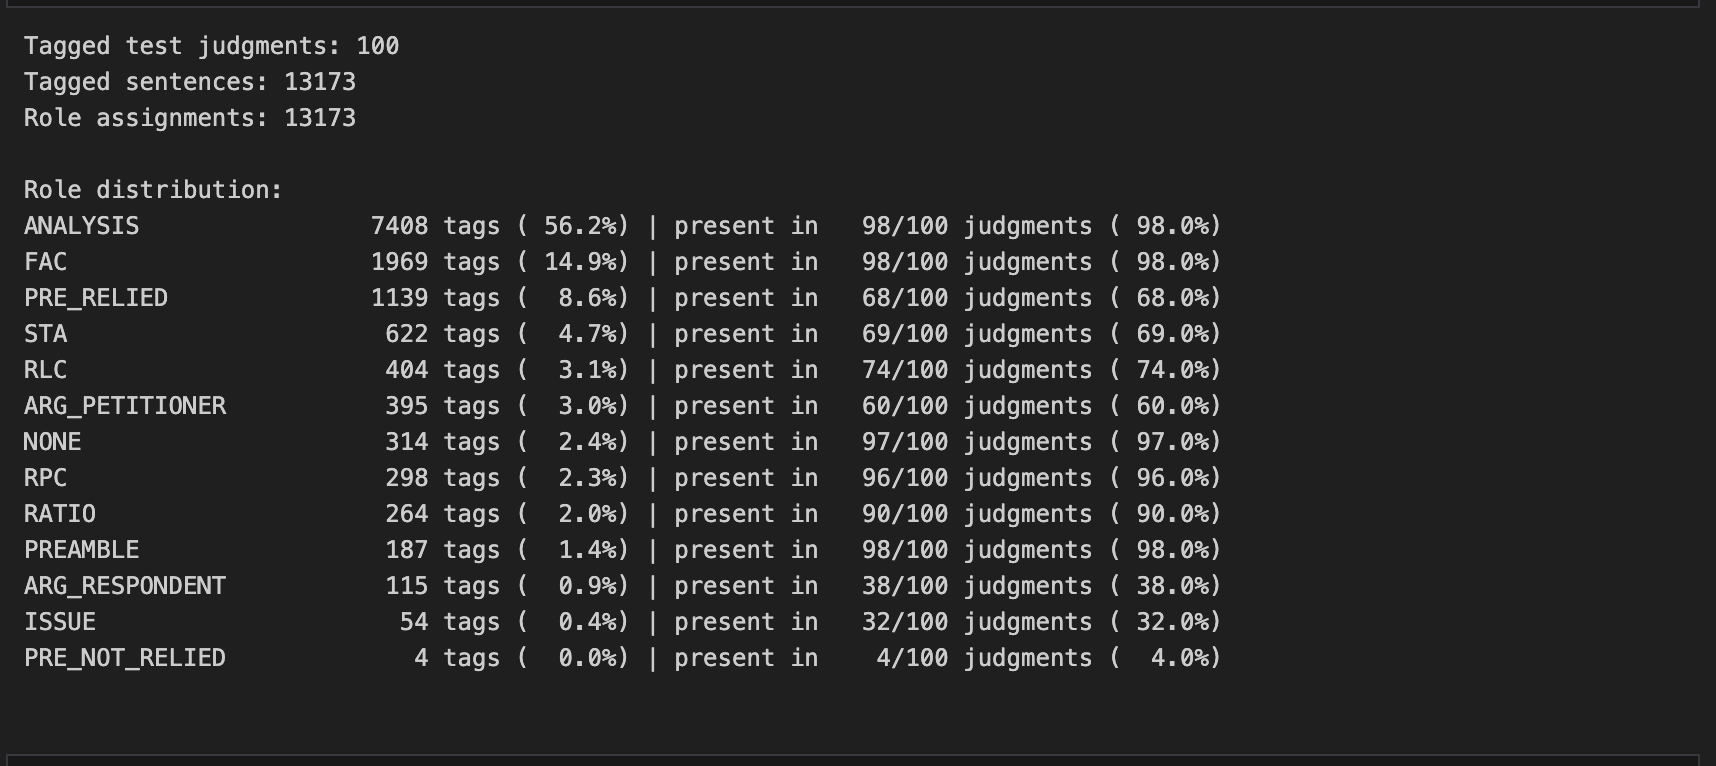 Tagged test judgments: 100
Tagged sentences: 13173
Role assignments: 13173
Role distribution:
ANALYSIS                7408 tags ( 56.2%) | present in   98/100 judgments ( 98.0%)
FAC                     1969 tags ( 14.9%) | present in   98/100 judgments ( 98.0%)
PRE_RELIED              1139 tags (  8.6%) | present in   68/100 judgments ( 68.0%)
STA                      622 tags (  4.7%) | present in   69/100 judgments ( 69.0%)
RLC                      404 tags (  3.1%) | present in   74/100 judgments ( 74.0%)
ARG_PETITIONER           395 tags (  3.0%) | present in   60/100 judgments ( 60.0%)
NONE                     314 tags (  2.4%) | present in   97/100 judgments ( 97.0%)
RPC                      298 tags (  2.3%) | present in   96/100 judgments ( 96.0%)
RATIO                    264 tags (  2.0%) | present in   90/100 judgments ( 90.0%)
PREAMBLE                 187 tags (  1.4%) | present in   98/100 judgments ( 98.0%)
ARG_RESPONDENT           115 tags (  0.9%) | present in   38/100 judgments ( 38.0%)
ISSUE                     54 tags (  0.4%) | present in   32/100 judgments ( 32.0%)
PRE_NOT_RELIED             4 tags (  0.0%) | present in    4/100 judgments (  4.0%)